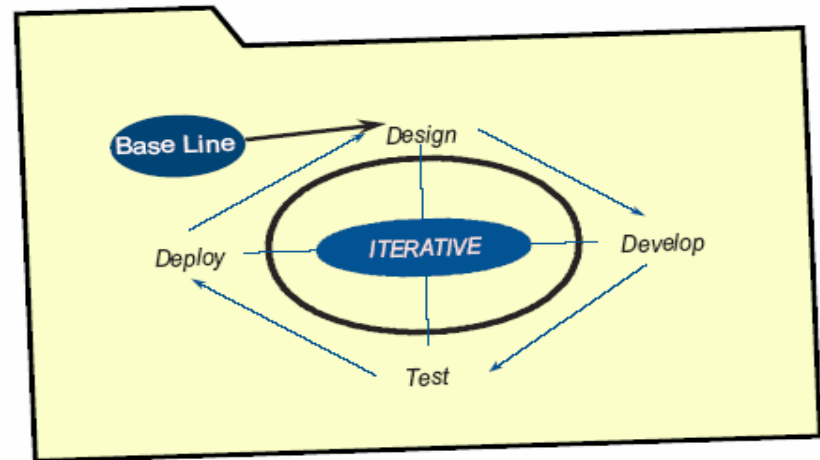 Base Line
Design
Deploy
ITERATIVE
Develop
Test